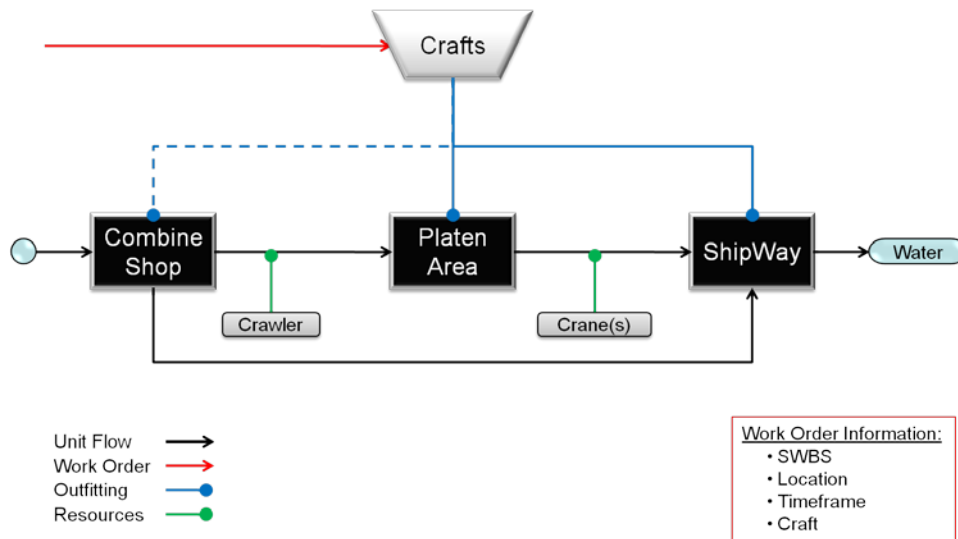 Crafts
Combine
Shop
Platen
Area
ShipWay
Water
Crawler
Crane(s)
Unit Flow
Work Order
Outfitting
Resources
Work Order Information:
• SWBS
• Location
• Timeframe
• Craft